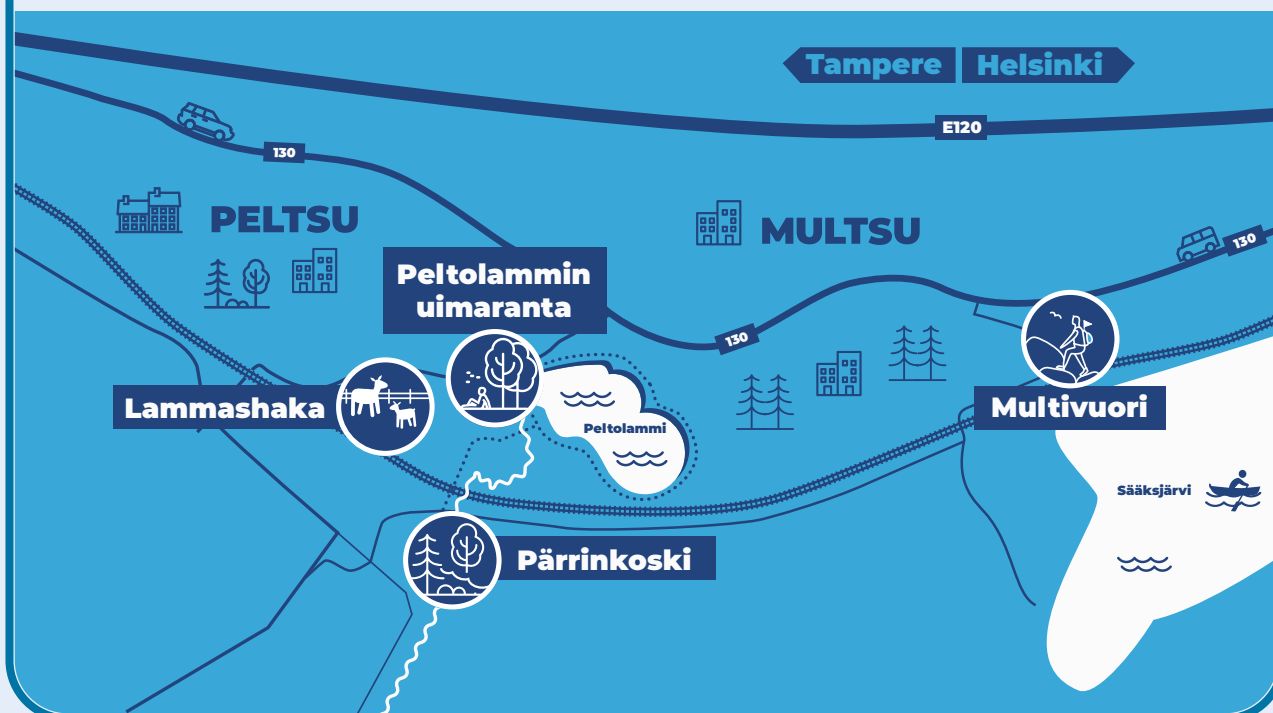 Tampere
Helsinki
E120
130
PELTSU
MULTSU
130
Peltolammin
uimaranta
130
Lammashaka
Peltolammi
Multivuori
Sääksjärvi
Pärrinkoski